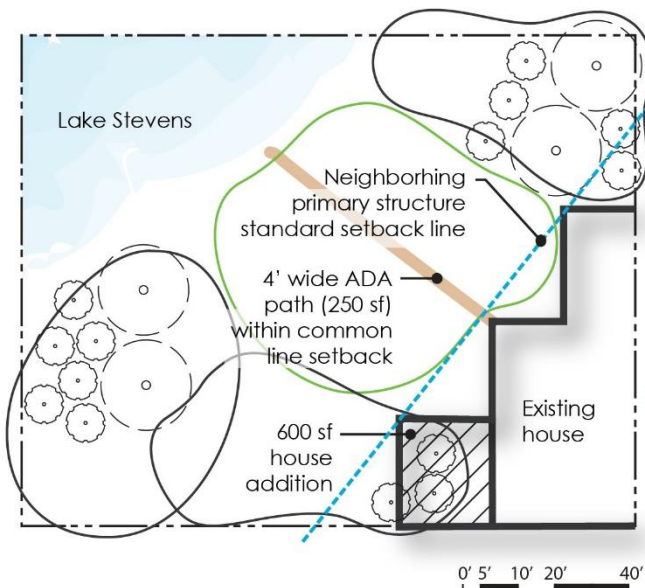 Lake Stevens
Neighborhing
primary structure
standard setback line
4' wide ADA
path (250 sf)
within common
line setback
600 sf
house
addition
Existing
house
0' 5' 10' 20' 40'